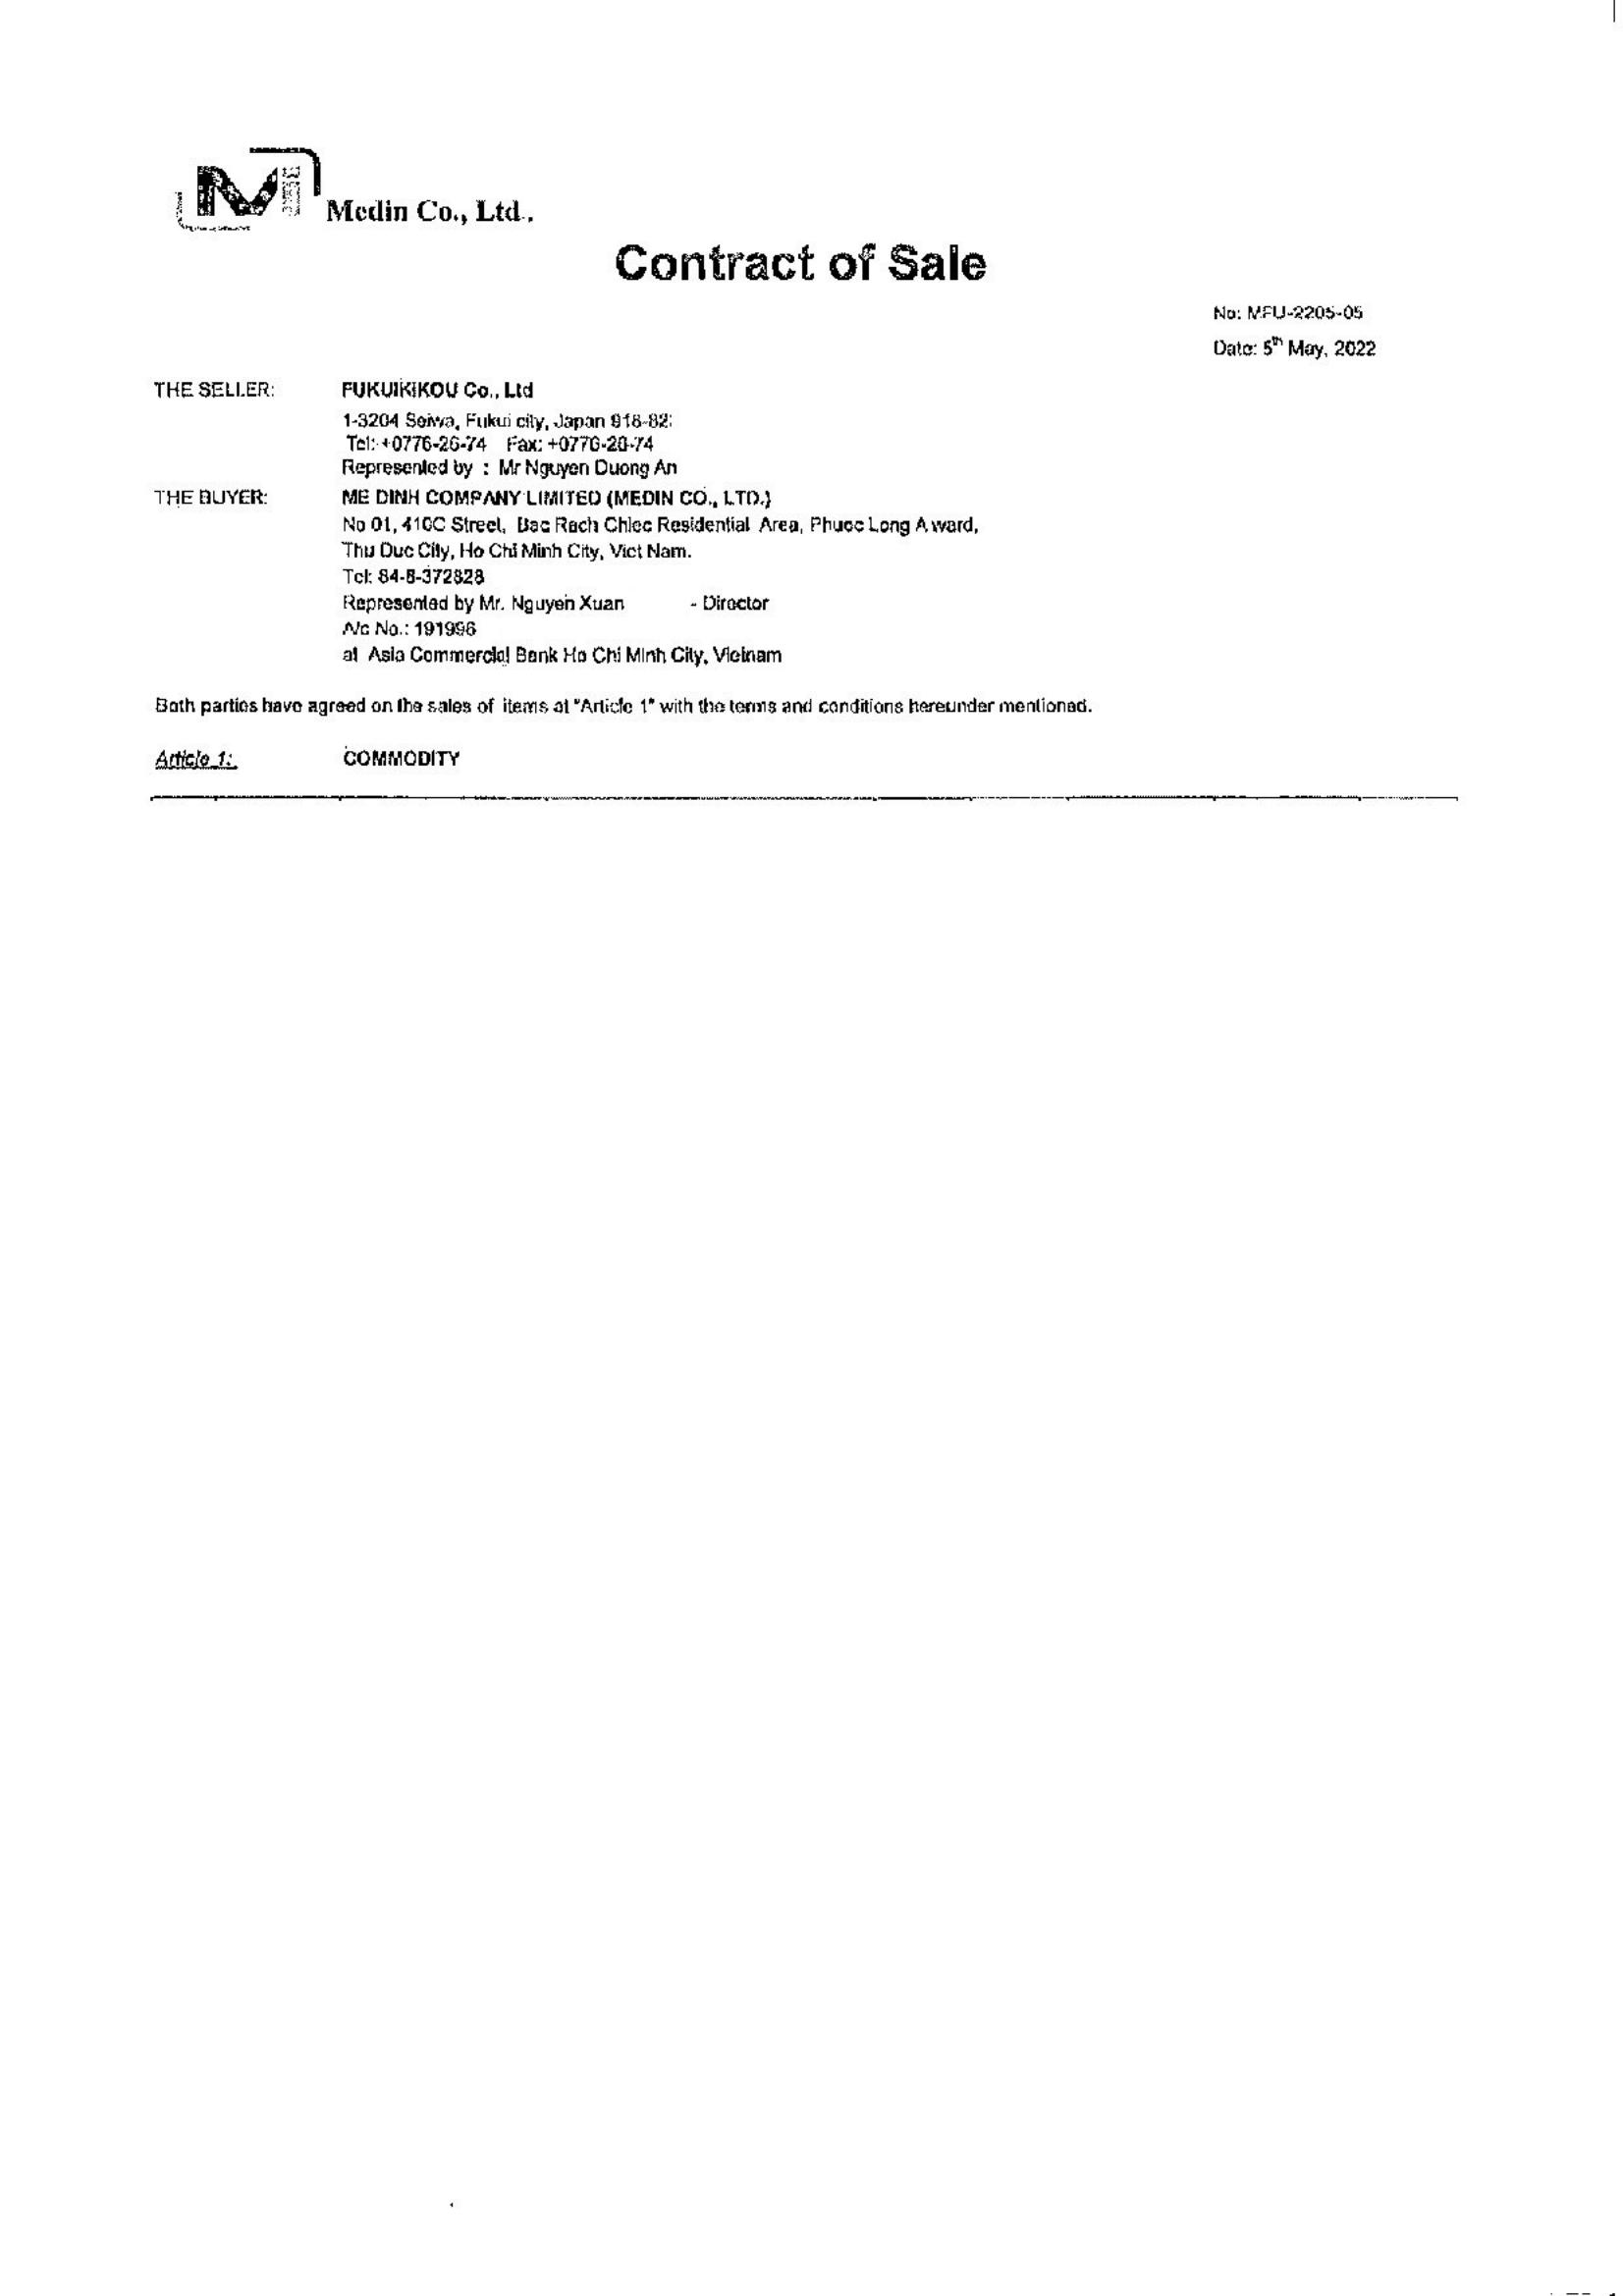 Medin Co., Ltd..
Contract of Sale
No: MFU-2205-05
Date: 5th May, 2022
THE SELLER: FUKUIKIKOU Co., Ltd
1-3204 Seiwa, Fukui city, Japan 918-82
Tel: +0776-26-74 Fax: +0776-28-74
Represented by : Mr Nguyen Duong An
THE BUYER: ME DINH COMPANY LIMITED (MEDIN CO., LTD.)
No 01, 410C Street, Bac Rach Chiec Residential Area, Phuoc Long A ward,
Thu Duc City, Ho Chi Minh City, Viet Nam.
Tel: 84-8-372828
Represented by Mr. Nguyen Xuan - Director
A/c No.: 191996
at Asia Commercial Bank Ho Chi Minh City, Vietnam
Both parties have agreed on the sales of items at "Article 1" with the terms and conditions hereunder mentioned.
Article 1: COMMODITY